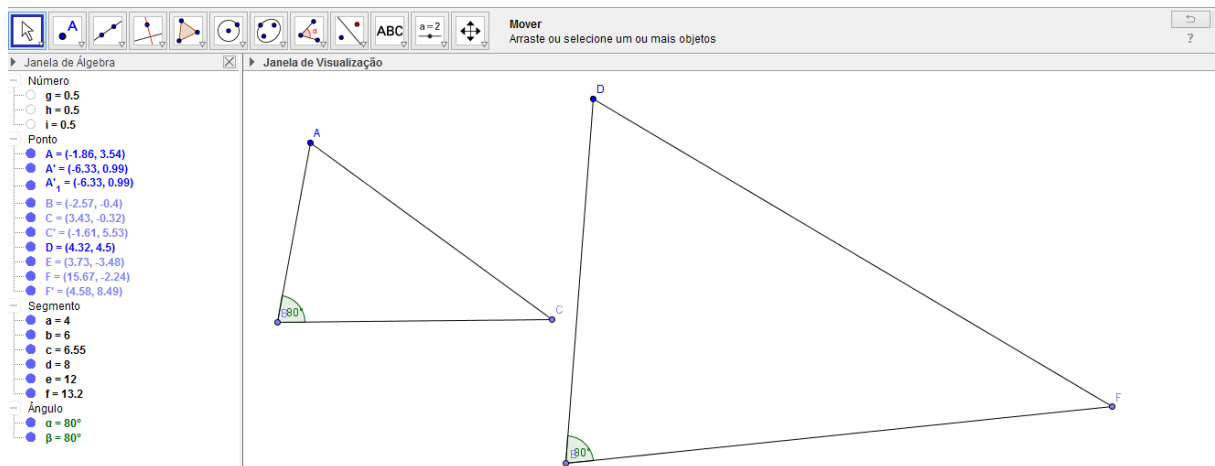 A
α
ABC
a = 2
Mover
Arraste ou selecione um ou mais objetos
?
Janela de Álgebra
Janela de Visualização
Número
g = 0.5
h = 0.5
i = 0.5
Ponto
A = (-1.86, 3.54)
A' = (-6.33, 0.99)
A'₁ = (-6.33, 0.99)
B = (-2.57, -0.4)
C = (3.43, -0.32)
C' = (-1.61, 5.53)
D = (4.32, 4.5)
E = (3.73, -3.48)
F = (15.67, -2.24)
F' = (4.58, 8.49)
Segmento
a = 4
b = 6
c = 6.55
d = 8
e = 12
f = 13.2
Ângulo
α = 80°
β = 80°
D
A
B
80°
C
F
80°